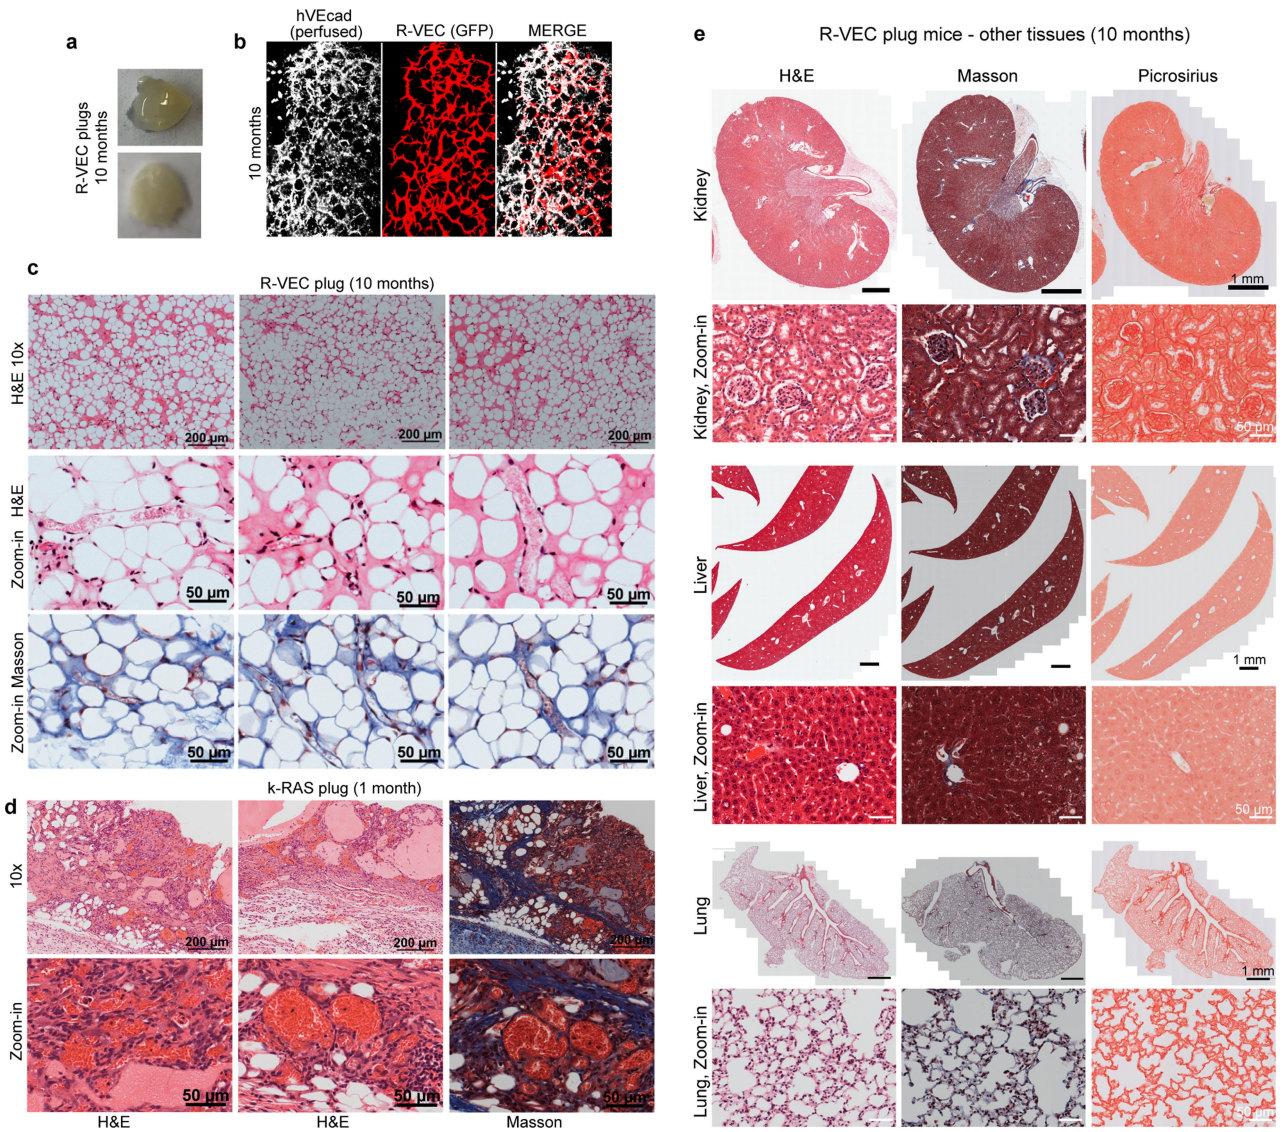 a
R-VEC plugs
10 months
b
hVEcad
(perfused)
R-VEC (GFP)
MERGE
10 months
c
R-VEC plug (10 months)
H&E 10x
200 µm
200 µm
200 µm
Zoom-in H&E
50 µm
50 µm
50 µm
Zoom-in Masson
50 µm
50 µm
50 µm
d
k-RAS plug (1 month)
10x
200 µm
200 µm
200 µm
Zoom-in
50 µm
50 µm
50 µm
H&E
H&E
Masson
e
R-VEC plug mice - other tissues (10 months)
H&E
Masson
Picrosirius
Kidney
1 mm
Kidney, Zoom-in
50 µm
Liver
1 mm
Liver, Zoom-in
50 µm
Lung
1 mm
Lung, Zoom-in
50 µm